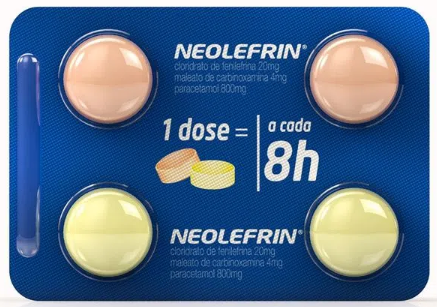 NEOLEFRIN®
cloridrato de fenilefrina 20mg
maleato de carbinoxamina 4mg
paracetamol 800mg
1 dose = a cada
8h
NEOLEFRIN®
cloridrato de fenilefrina 20mg
maleato de carbinoxamina 4mg
paracetamol 800mg